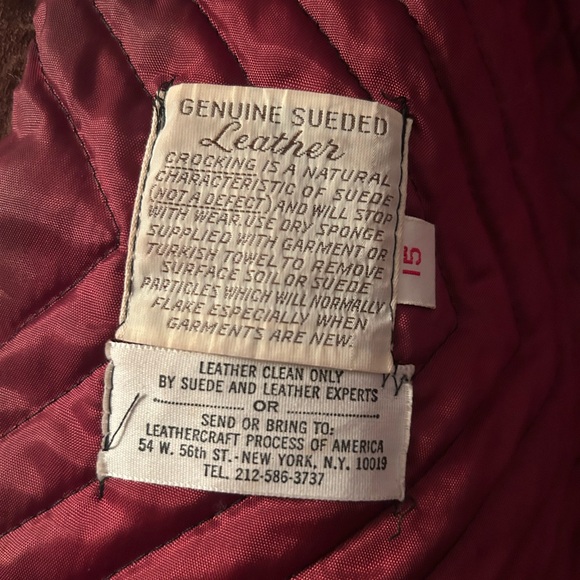 GENUINE SUEDED
Leather
CROCKING IS A NATURAL
CHARACTERISTIC OF SUEDE
(NOT A DEFECT) AND WILL STOP
WITH WEAR. USE DRY SPONGE
SUPPLIED WITH GARMENT OR
TURKISH TOWEL TO REMOVE
SURFACE SOIL OR SUEDE
PARTICLES WHICH WILL NORMALLY
FLAKE ESPECIALLY WHEN
GARMENTS ARE NEW.
15
LEATHER CLEAN ONLY
BY SUEDE AND LEATHER EXPERTS
OR
SEND OR BRING TO:
LEATHERCRAFT PROCESS OF AMERICA
54 W. 56th ST.-NEW YORK, N.Y. 10019
TEL. 212-586-3737